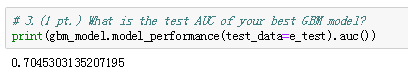 # 3.(1 pt.) What is the test AUC of your best GBM model?
print(gbm_model.model_performance(test_data=e_test).auc())
0.7045303135207195